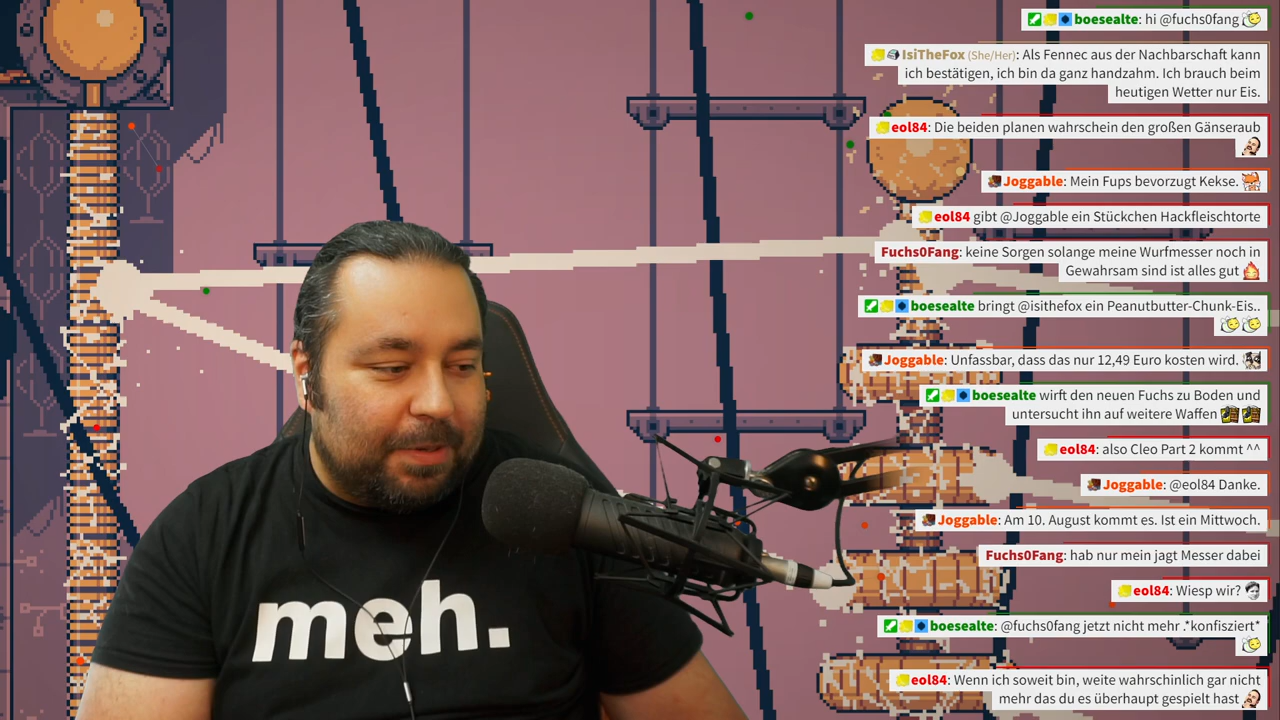 boesealte: hi @fuchs0fang
IsiTheFox (She/Her): Als Fennec aus der Nachbarschaft kann
ich bestätigen, ich bin da ganz handzahm. Ich brauch beim
heutigen Wetter nur Eis.
eol84: Die beiden planen wahrschein den großen Gänseraub
Joggable: Mein Fups bevorzugt Kekse.
eol84 gibt @Joggable ein Stückchen Hackfleischtorte
Fuchs0Fang: keine Sorgen solange meine Wurfmesser noch in
Gewahrsam sind ist alles gut
boesealte bringt @isithefox ein Peanutbutter-Chunk-Eis..
Joggable: Unfassbar, dass das nur 12,49 Euro kosten wird.
boesealte wirft den neuen Fuchs zu Boden und
untersucht ihn auf weitere Waffen
eol84: also Cleo Part 2 kommt ^^
Joggable: @eol84 Danke.
Joggable: Am 10. August kommt es. Ist ein Mittwoch.
Fuchs0Fang: hab nur mein jagt Messer dabei
eol84: Wiesp wir?
boesealte: @fuchs0fang jetzt nicht mehr .*konfisziert*
eol84: Wenn ich soweit bin, weite wahrschinlich gar nicht
mehr das du es überhaupt gespielt hast
meh.